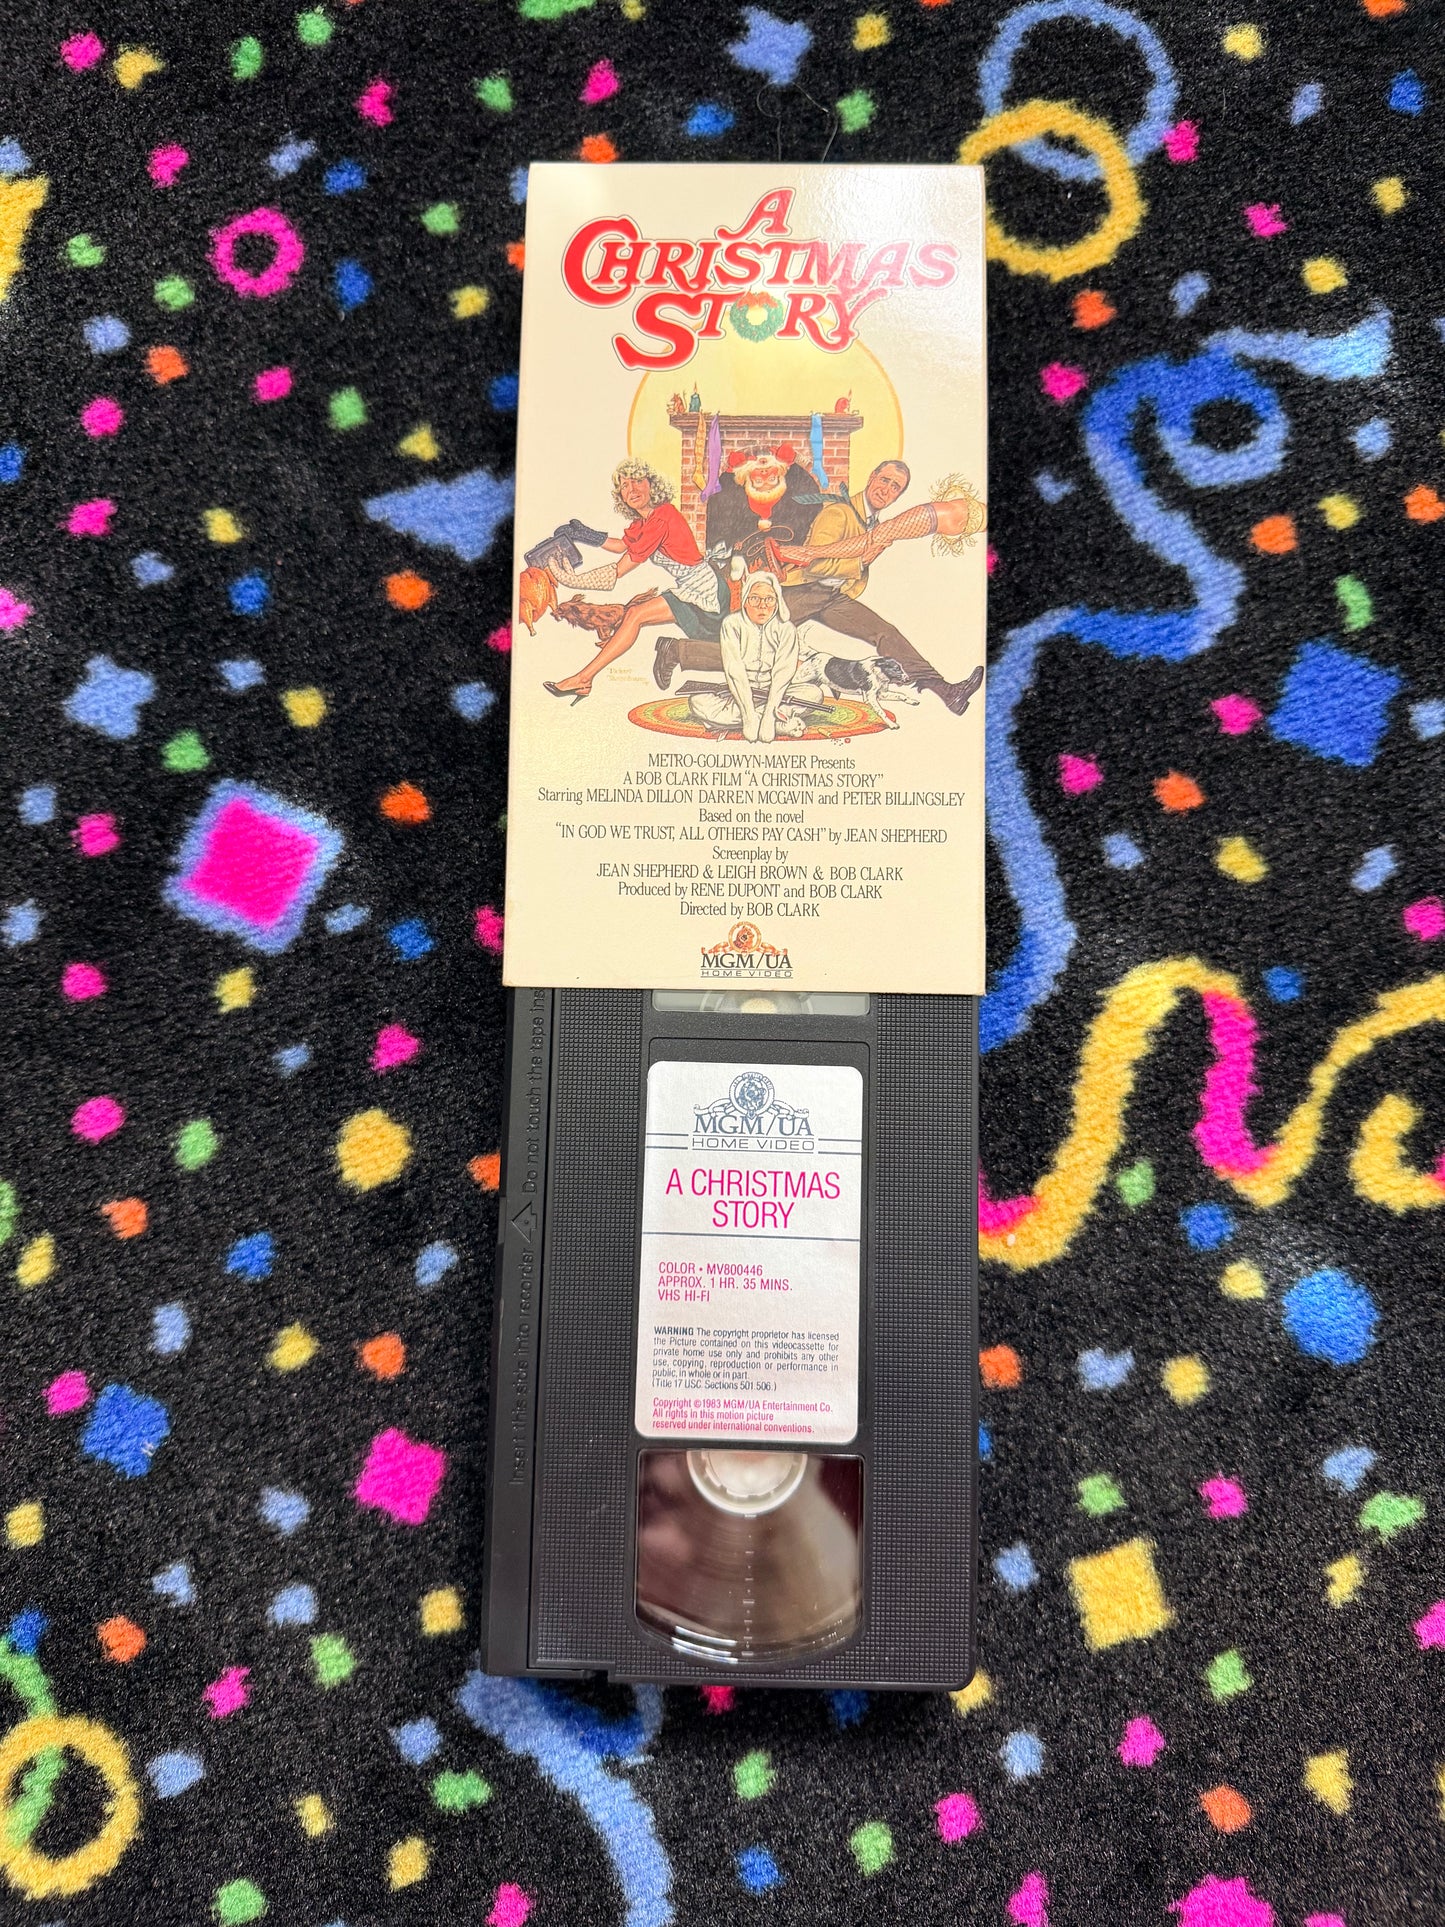 A
CHRISTMAS
STORY
METRO-GOLDWYN-MAYER Presents
A BOB CLARK FILM "A CHRISTMAS STORY"
Starring MELINDA DILLON DARREN MCGAVIN and PETER BILLINGSLEY
Based on the novel
"IN GOD WE TRUST, ALL OTHERS PAY CASH" by JEAN SHEPHERD
Screenplay by
JEAN SHEPHERD & LEIGH BROWN & BOB CLARK
Produced by RENE DUPONT and BOB CLARK
Directed by BOB CLARK
MGM/UA
HOME VIDEO
Insert this side into recorder △ Do not touch the tape ins
MGM/UA
HOME VIDEO
A CHRISTMAS
STORY
COLOR • MV800446
APPROX. 1 HR. 35 MINS.
VHS HI-FI
WARNING The copyright proprietor has licensed
the Picture contained on this videocassette for
private home use only and prohibits any other
use, copying, reproduction or performance in
public, in whole or in part
(Title 17 USC Sections 501 506.)
Copyright ©1983 MGM/UA Entertainment Co.
All rights in this motion picture
reserved under international conventions.